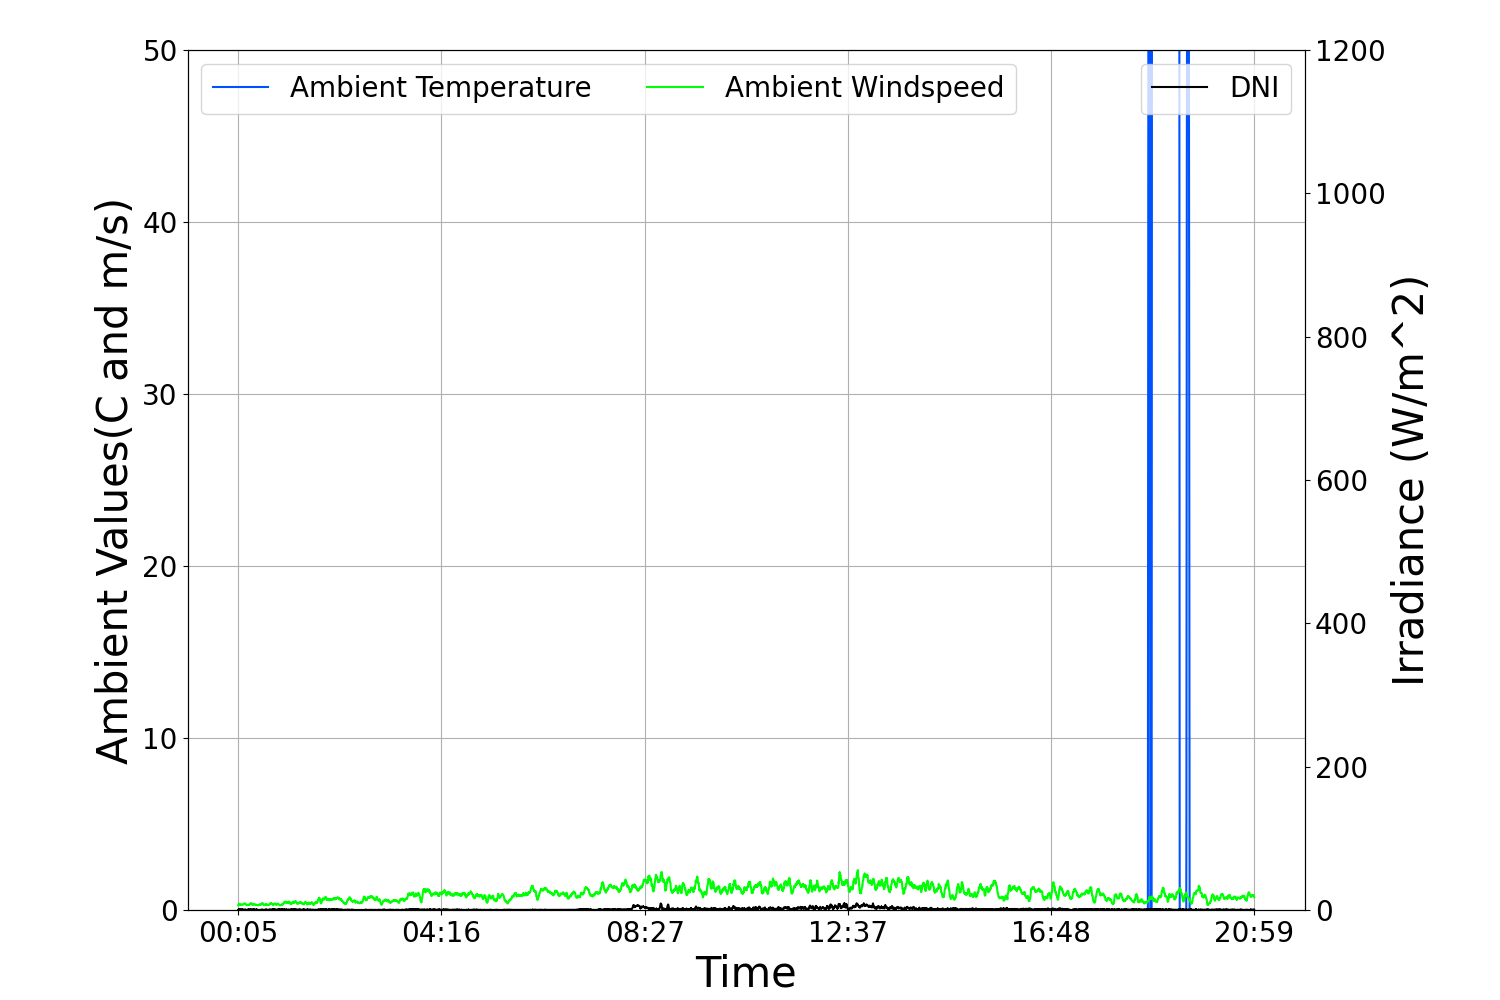 Ambient Temperature
Ambient Windspeed
DNI
Ambient Values(C and m/s)
50
40
30
20
10
0
1200
1000
800
600
400
200
0
Irradiance (W/m^2)
00:05 04:16 08:27 12:37 16:48 20:59
Time